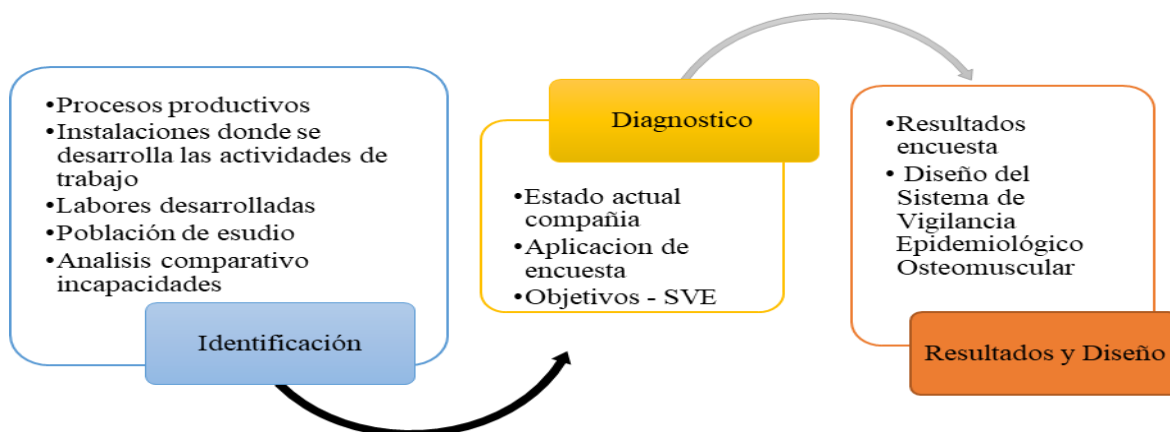 •Procesos productivos
•Instalaciones donde se
desarrolla las actividades de
trabajo
•Labores desarrolladas
•Población de esudio
•Analisis comparativo
incapacidades
Identificación
Diagnostico
•Estado actual
compañia
•Aplicacion de
encuesta
•Objetivos - SVE
•Resultados
encuesta
• Diseño del
Sistema de
Vigilancia
Epidemiológico
Osteomuscular
Resultados y Diseño